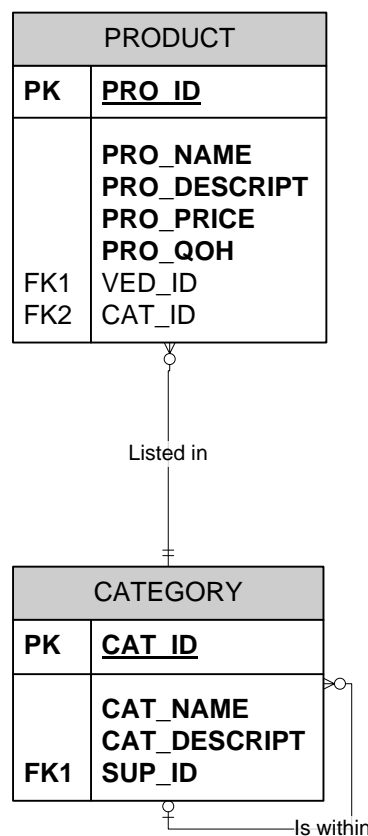 PRODUCT
PK PRO_ID
PRO_NAME
PRO_DESCRIPT
PRO_PRICE
PRO_QOH
FK1 VED_ID
FK2 CAT_ID
Listed in
CATEGORY
PK CAT_ID
CAT_NAME
CAT_DESCRIPT
FK1 SUP_ID
Is within